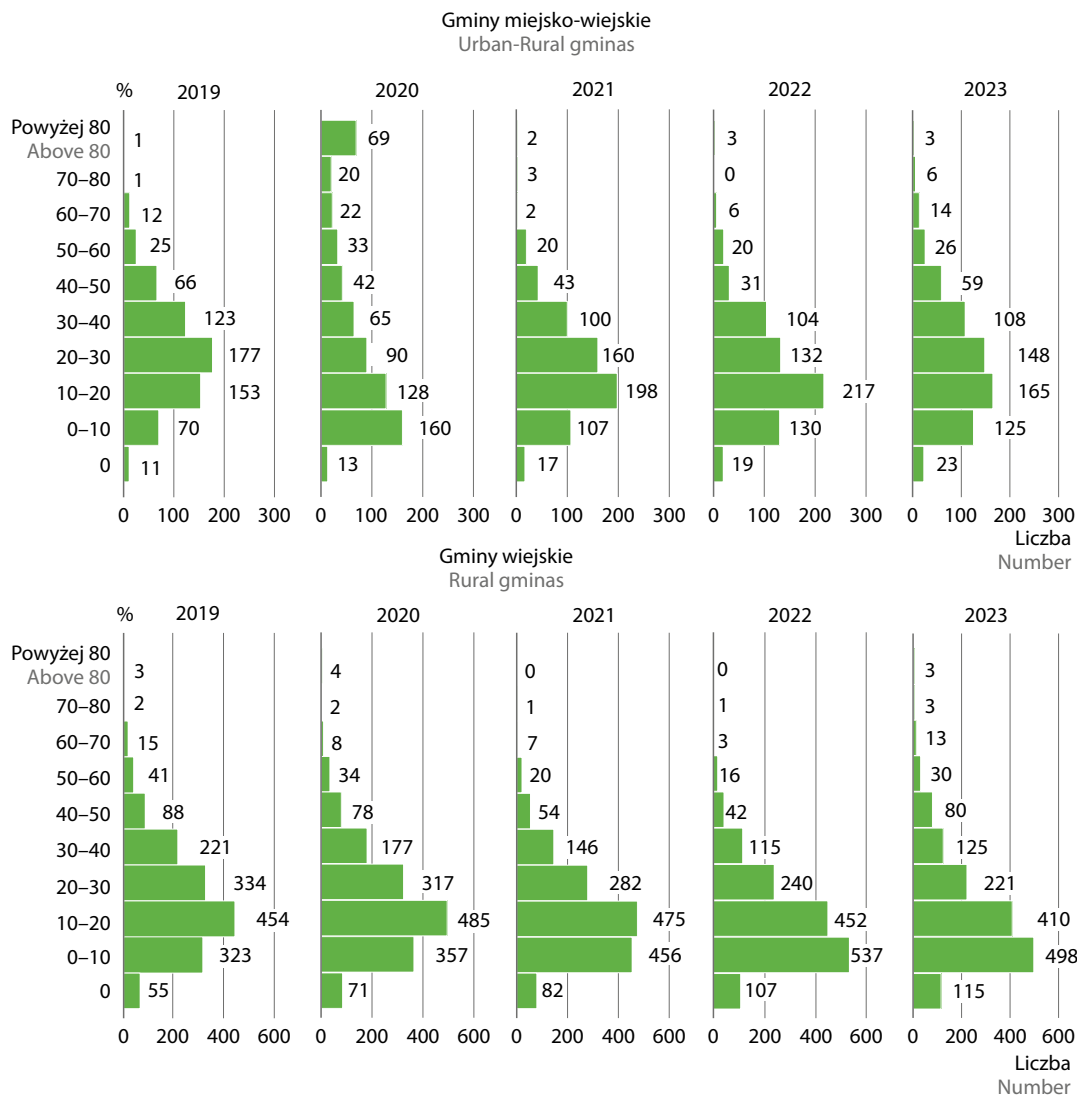 Gminy miejsko-wiejskie
Urban-Rural gminas
% 2019 2020 2021 2022 2023
Powyżej 80
Above 80
1 69 2 3 3
70–80 1 20 3 0 6
60–70 12 22 2 6 14
50–60 25 33 20 20 26
40–50 66 42 43 31 59
30–40 123 65 100 104 108
20–30 177 90 160 132 148
10–20 153 128 198 217 165
0–10 70 160 107 130 125
0 11 13 17 19 23
0 100 200 300 0 100 200 300 0 100 200 300 0 100 200 300 0 100 200 300
Liczba
Number
Gminy wiejskie
Rural gminas
% 2019 2020 2021 2022 2023
Powyżej 80
Above 80
3 4 0 0 3
70–80 2 2 1 1 3
60–70 15 8 7 3 13
50–60 41 34 20 16 30
40–50 88 78 54 42 80
30–40 221 177 146 115 125
20–30 334 317 282 240 221
10–20 454 485 475 452 410
0–10 323 357 456 537 498
0 55 71 82 107 115
0 200 400 600 0 200 400 600 0 200 400 600 0 200 400 600 0 200 400 600
Liczba
Number